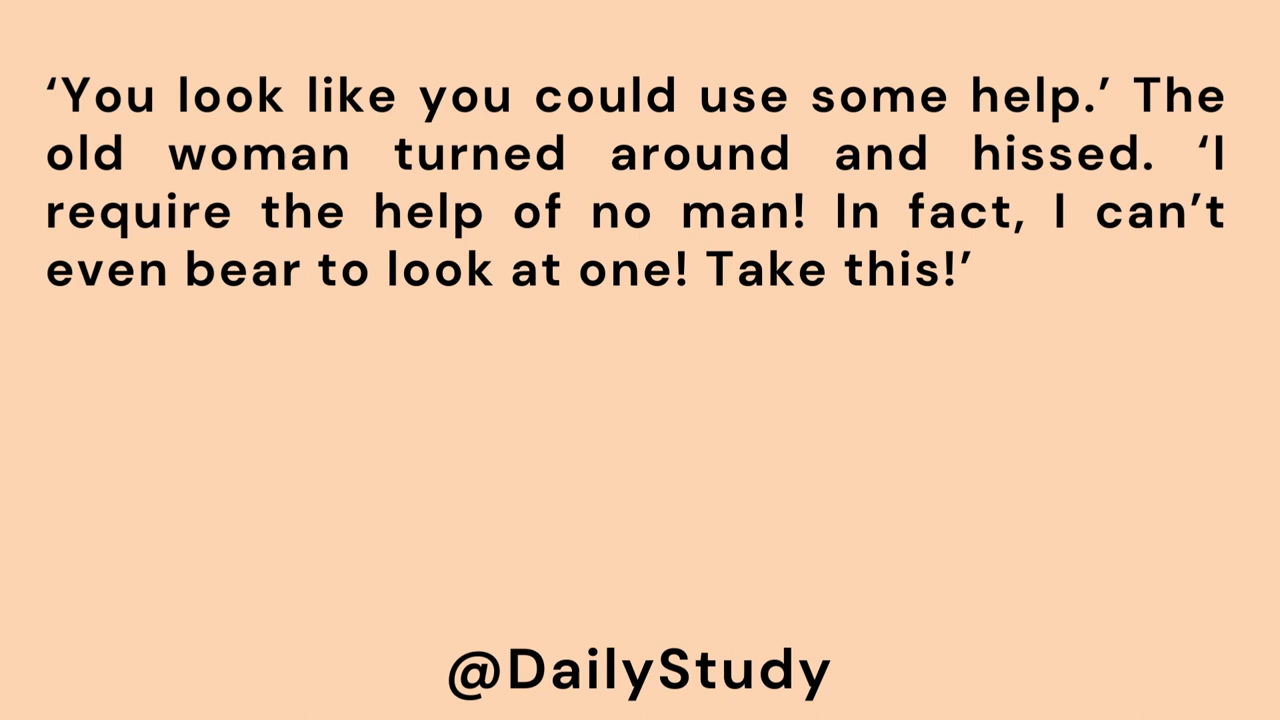 ‘You look like you could use some help.’ The
old woman turned around and hissed. ‘I
require the help of no man! In fact, I can’t
even bear to look at one! Take this!’
@DailyStudy